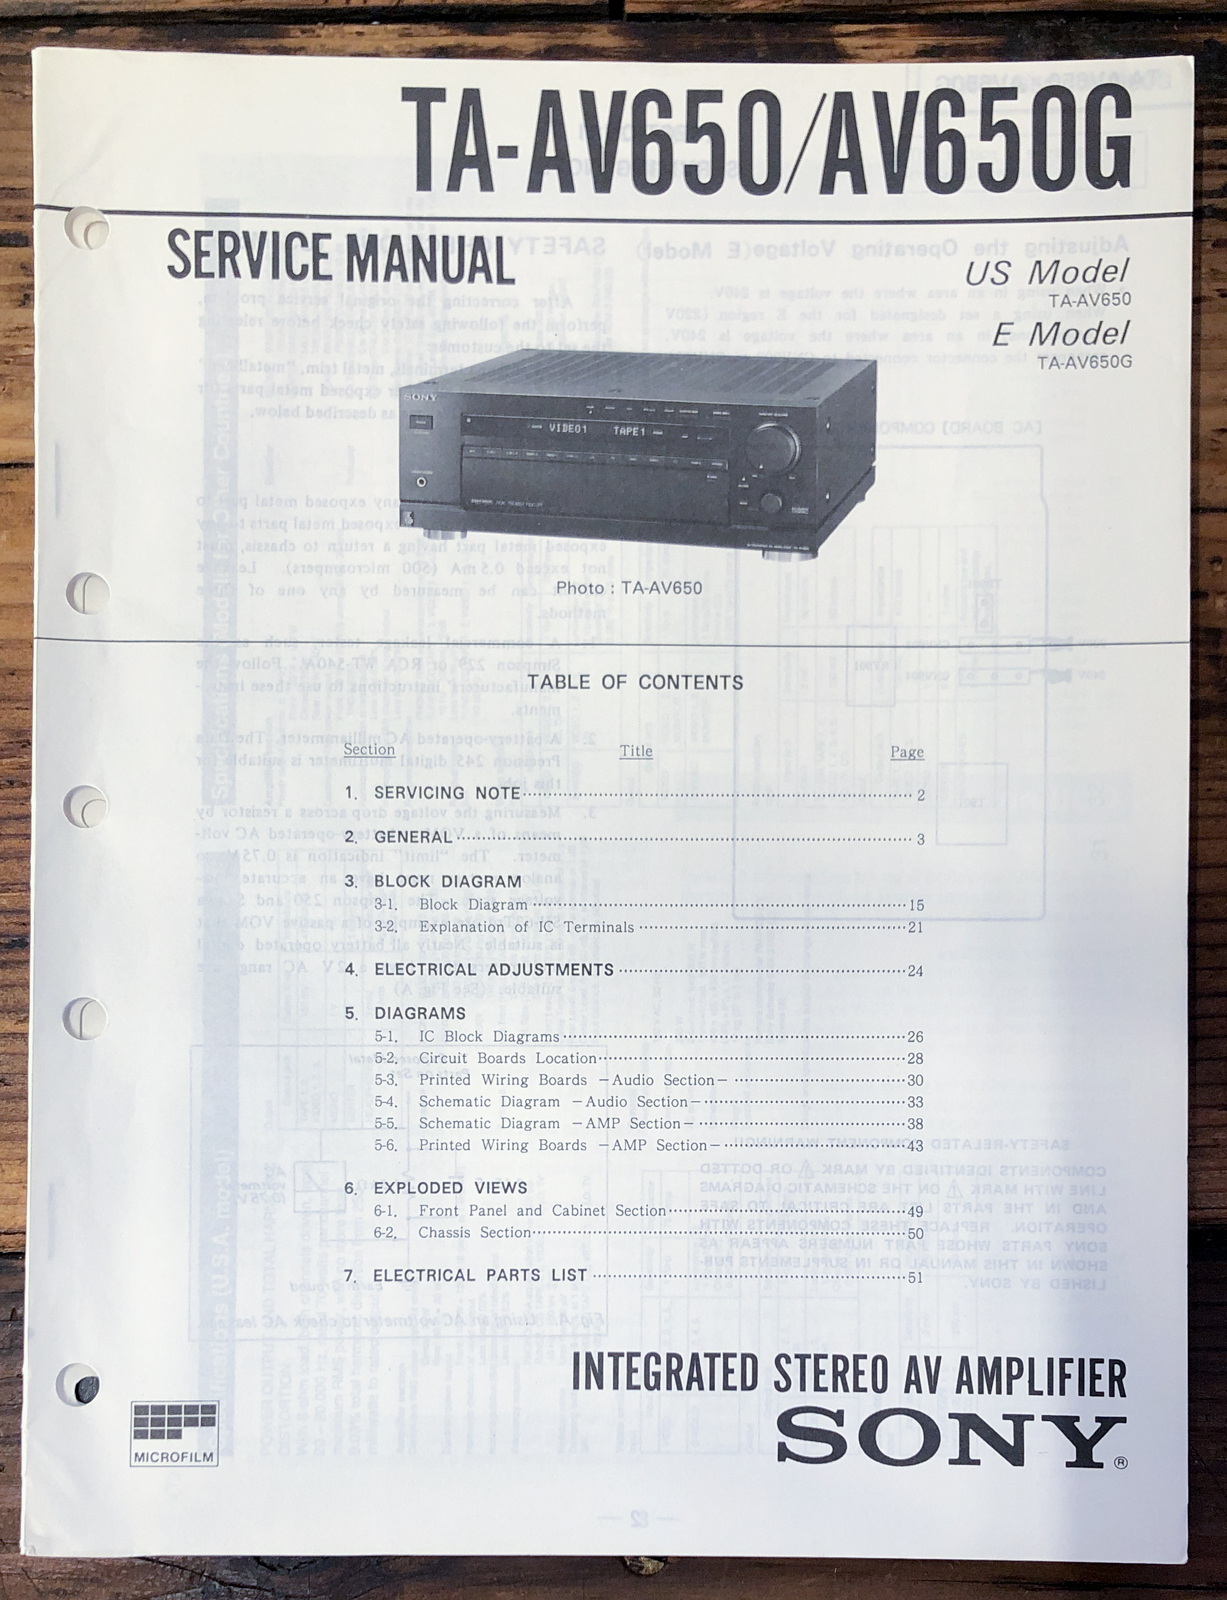 TA-AV650/AV650G
SERVICE MANUAL
US Model
TA-AV650
E Model
TA-AV650G
SONY
VIDEO1 TAPE1
Photo : TA-AV650
TABLE OF CONTENTS
Section Title Page
1. SERVICING NOTE 2
2. GENERAL 3
3. BLOCK DIAGRAM
3-1. Block Diagram 15
3-2. Explanation of IC Terminals 21
4. ELECTRICAL ADJUSTMENTS 24
5. DIAGRAMS
5-1. IC Block Diagrams 26
5-2. Circuit Boards Location 28
5-3. Printed Wiring Boards —Audio Section— 30
5-4. Schematic Diagram —Audio Section— 33
5-5. Schematic Diagram —AMP Section— 38
5-6. Printed Wiring Boards —AMP Section— 43
6. EXPLODED VIEWS
6-1. Front Panel and Cabinet Section 49
6-2. Chassis Section 50
7. ELECTRICAL PARTS LIST 51
INTEGRATED STEREO AV AMPLIFIER
SONY®
MICROFILM